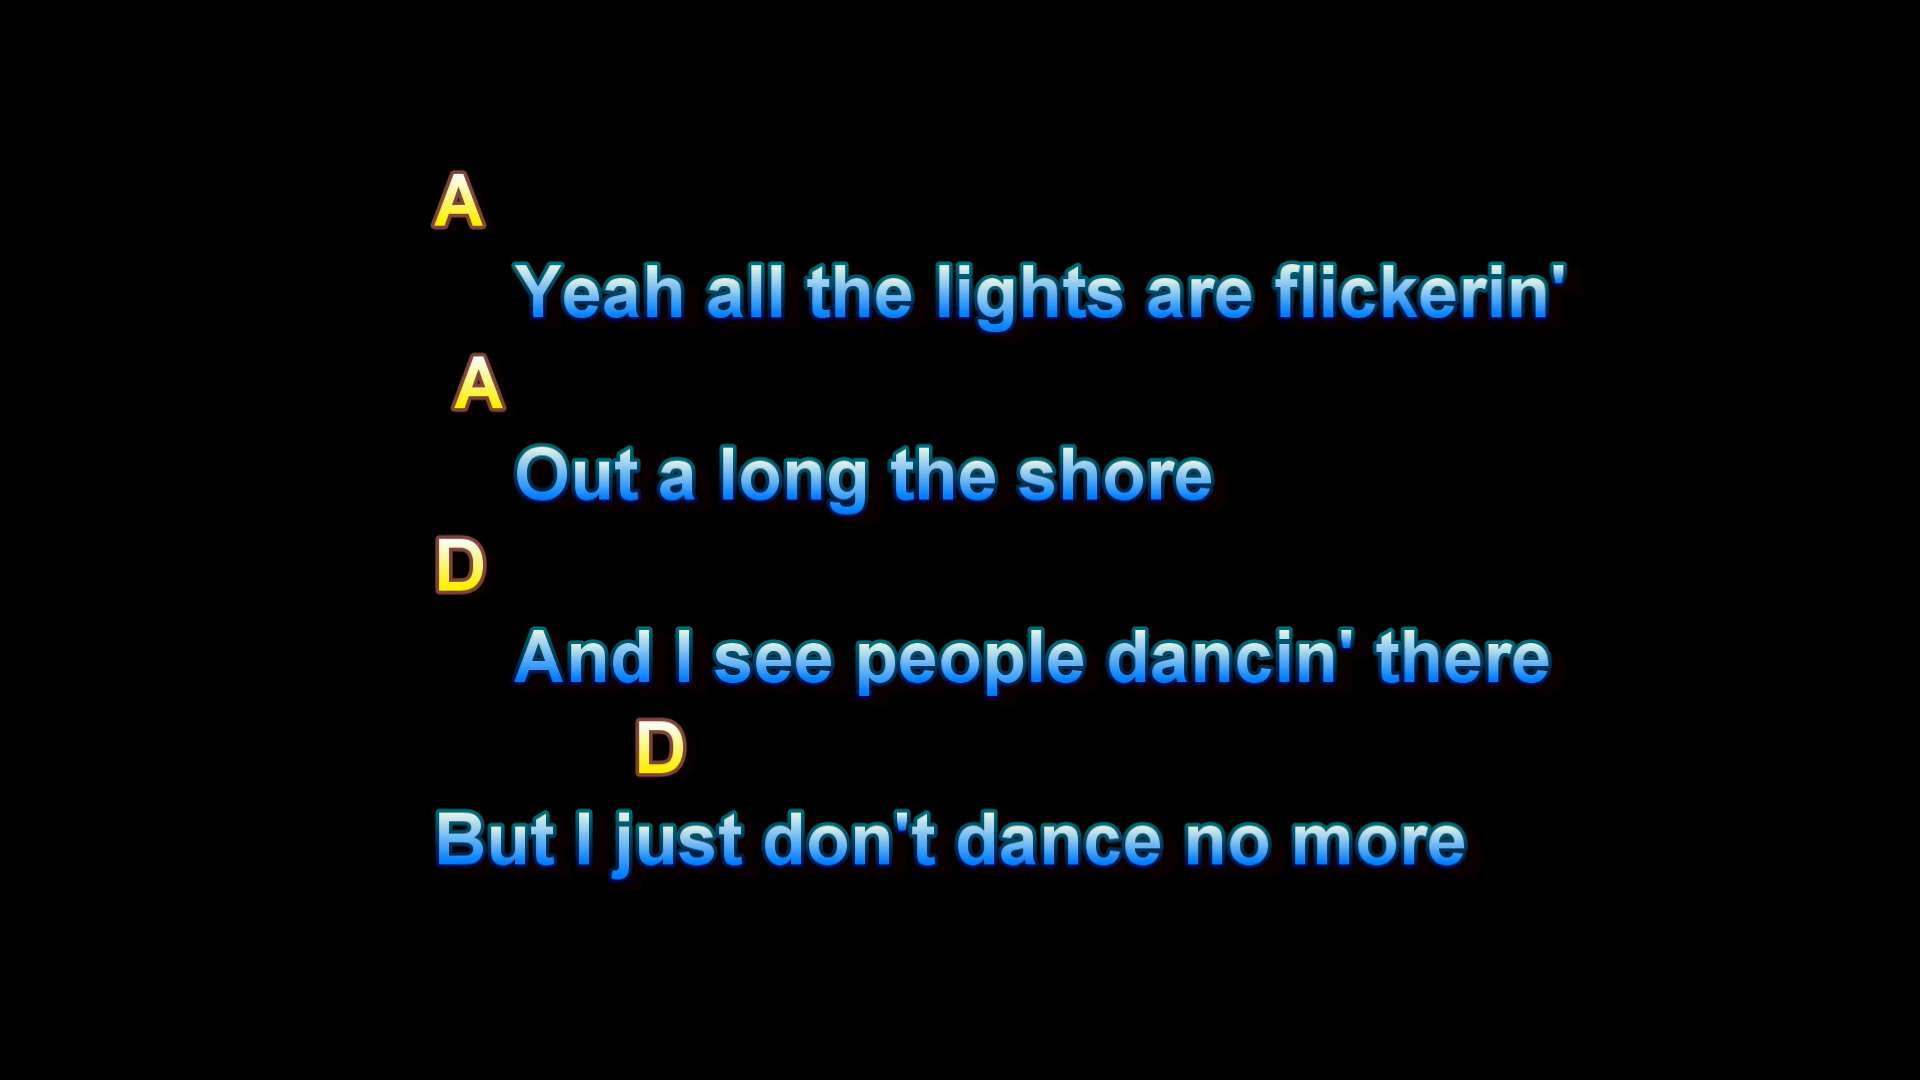 A
Yeah all the lights are flickerin'
A
Out a long the shore
D
And I see people dancin' there
D
But I just don't dance no more